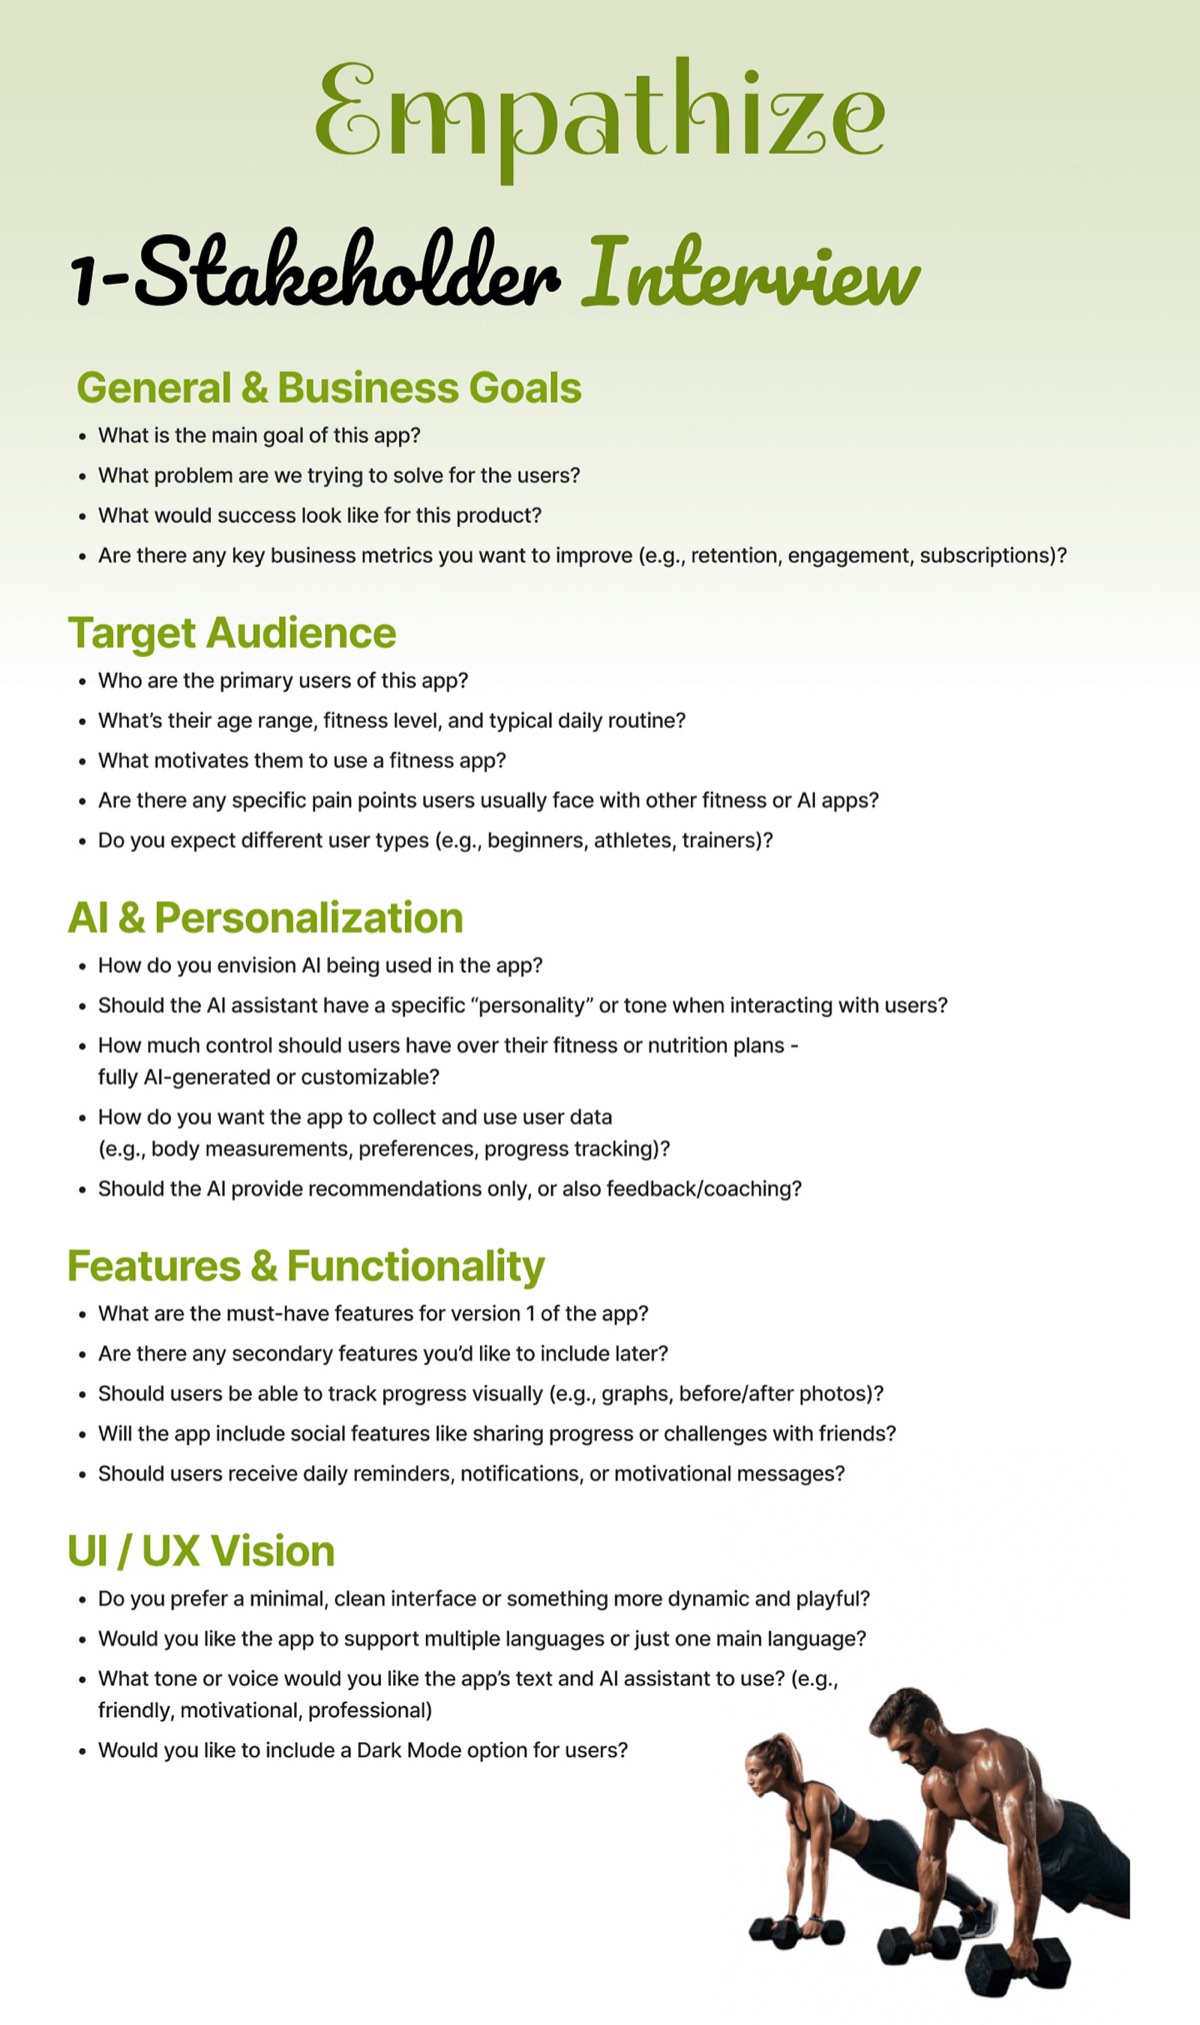 Empathize
1-Stakeholder Interview
General & Business Goals
• What is the main goal of this app?
• What problem are we trying to solve for the users?
• What would success look like for this product?
• Are there any key business metrics you want to improve (e.g., retention, engagement, subscriptions)?
Target Audience
• Who are the primary users of this app?
• What’s their age range, fitness level, and typical daily routine?
• What motivates them to use a fitness app?
• Are there any specific pain points users usually face with other fitness or AI apps?
• Do you expect different user types (e.g., beginners, athletes, trainers)?
AI & Personalization
• How do you envision AI being used in the app?
• Should the AI assistant have a specific “personality” or tone when interacting with users?
• How much control should users have over their fitness or nutrition plans -
fully AI-generated or customizable?
• How do you want the app to collect and use user data
(e.g., body measurements, preferences, progress tracking)?
• Should the AI provide recommendations only, or also feedback/coaching?
Features & Functionality
• What are the must-have features for version 1 of the app?
• Are there any secondary features you’d like to include later?
• Should users be able to track progress visually (e.g., graphs, before/after photos)?
• Will the app include social features like sharing progress or challenges with friends?
• Should users receive daily reminders, notifications, or motivational messages?
UI / UX Vision
• Do you prefer a minimal, clean interface or something more dynamic and playful?
• Would you like the app to support multiple languages or just one main language?
• What tone or voice would you like the app’s text and AI assistant to use? (e.g.,
friendly, motivational, professional)
• Would you like to include a Dark Mode option for users?